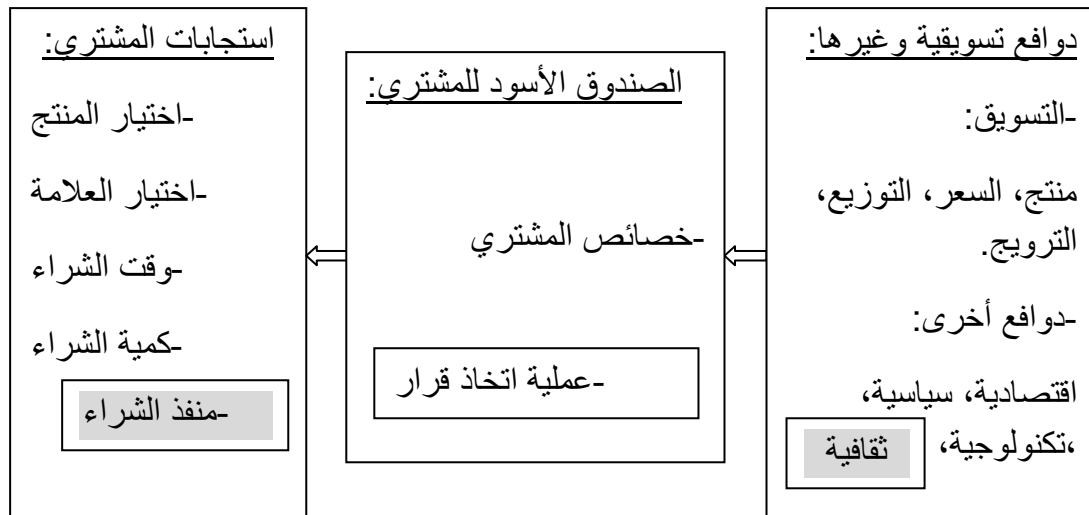 دوافع تسويقية وغيرها:
-التسويق:
منتج، السعر، التوزيع،
الترويج.
-دوافع أخرى:
اقتصادية، سياسية،
،تكنولوجية، ثقافية
الصندوق الأسود للمشتري:
-خصائص المشتري
-عملية اتخاذ قرار
استجابات المشتري:
-اختيار المنتج
-اختيار العلامة
-وقت الشراء
-كمية الشراء
-منفذ الشراء